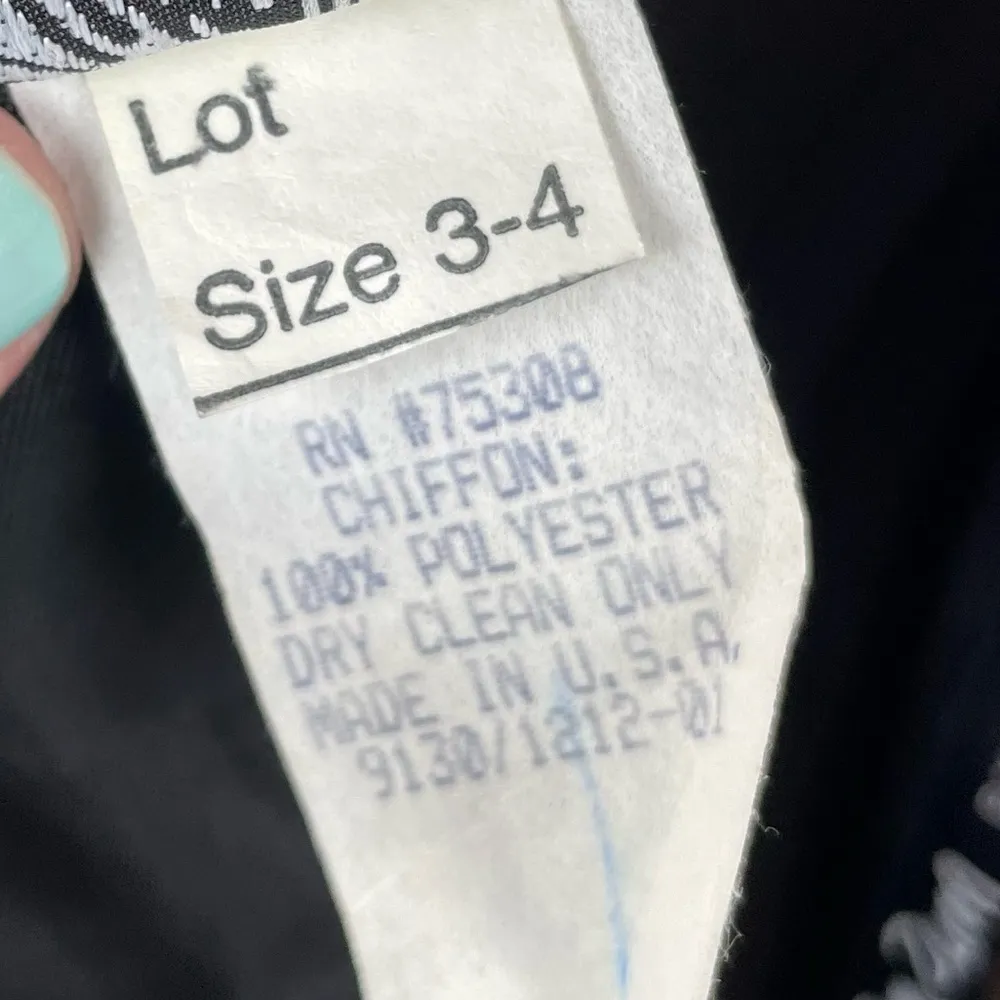 Lot
Size 3-4
RN #75308
CHIFFON:
100% POLYESTER
DRY CLEAN ONLY
MADE IN U.S.A.
9130/1212-01